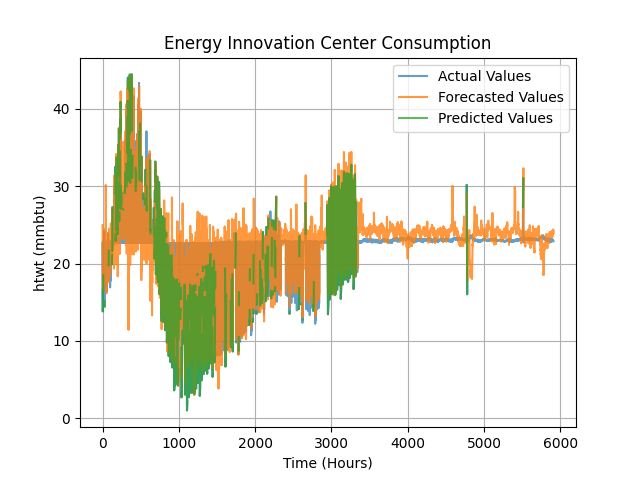 Energy Innovation Center Consumption
Actual Values
Forecasted Values
Predicted Values
40
30
20
10
0
htwt (mmbtu)
0 1000 2000 3000 4000 5000 6000
Time (Hours)